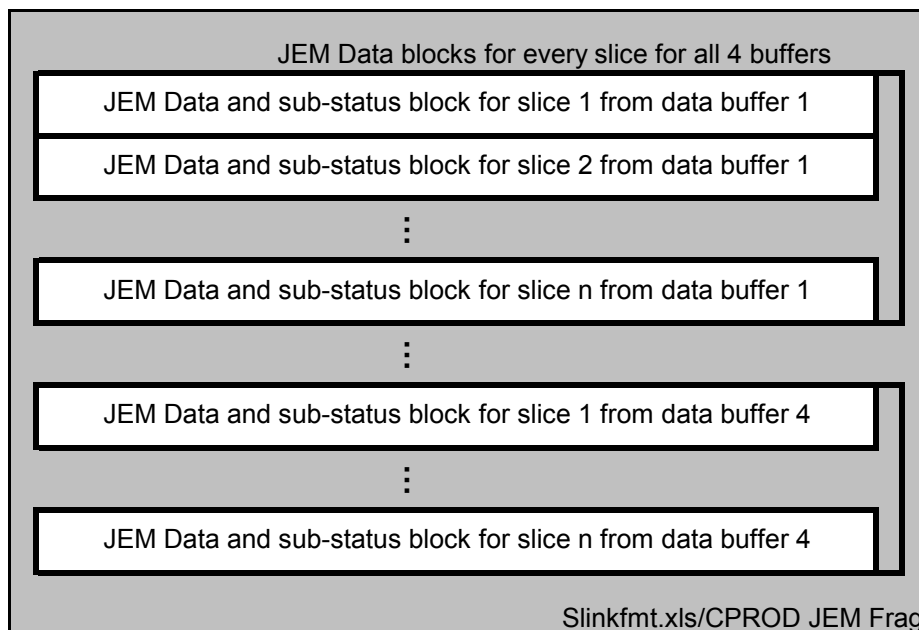 JEM Data blocks for every slice for all 4 buffers
JEM Data and sub-status block for slice 1 from data buffer 1
JEM Data and sub-status block for slice 2 from data buffer 1
⋮
JEM Data and sub-status block for slice n from data buffer 1
⋮
JEM Data and sub-status block for slice 1 from data buffer 4
⋮
JEM Data and sub-status block for slice n from data buffer 4
Slinkfmt.xls/CPROD JEM Frag